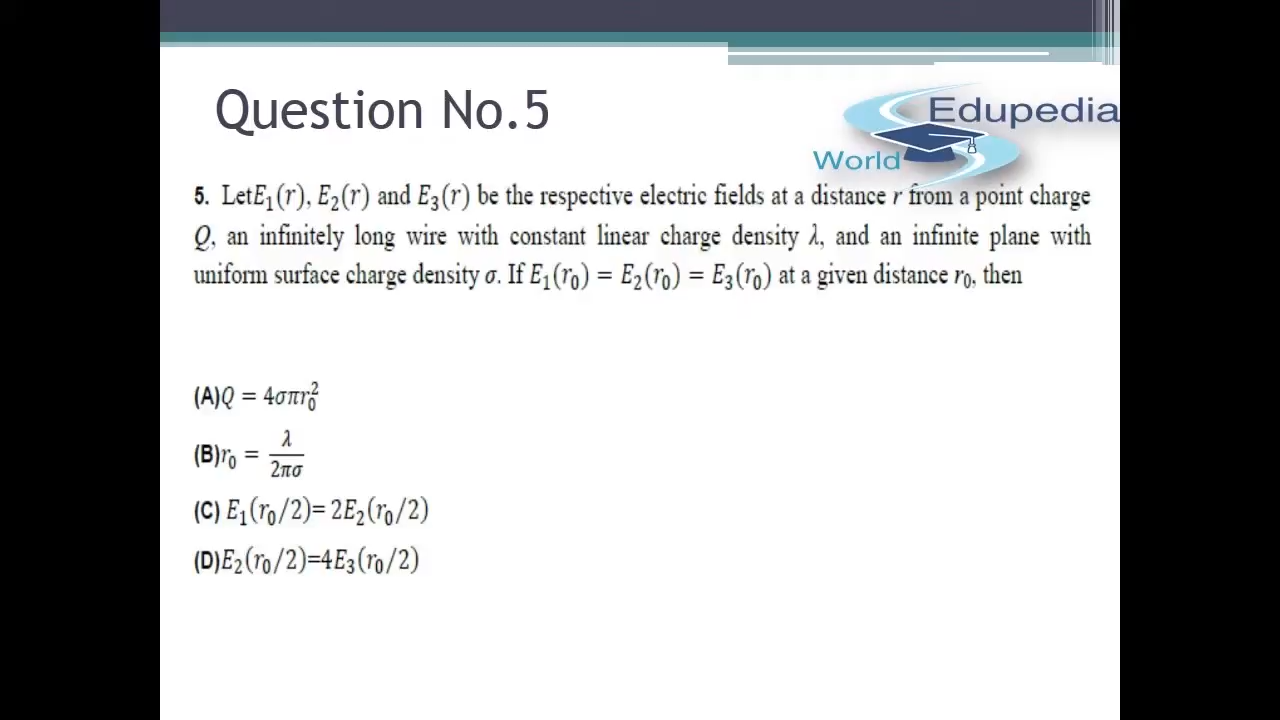 Question No.5
Edupedia
World
5. LetE₁(r), E₂(r) and E₃(r) be the respective electric fields at a distance r from a point charge
Q, an infinitely long wire with constant linear charge density λ, and an infinite plane with
uniform surface charge density σ. If E₁(r₀) = E₂(r₀) = E₃(r₀) at a given distance r₀, then
(A)Q = 4σπr₀²
(B)r₀ = λ/2πσ
(C) E₁(r₀/2)= 2E₂(r₀/2)
(D)E₂(r₀/2)=4E₃(r₀/2)